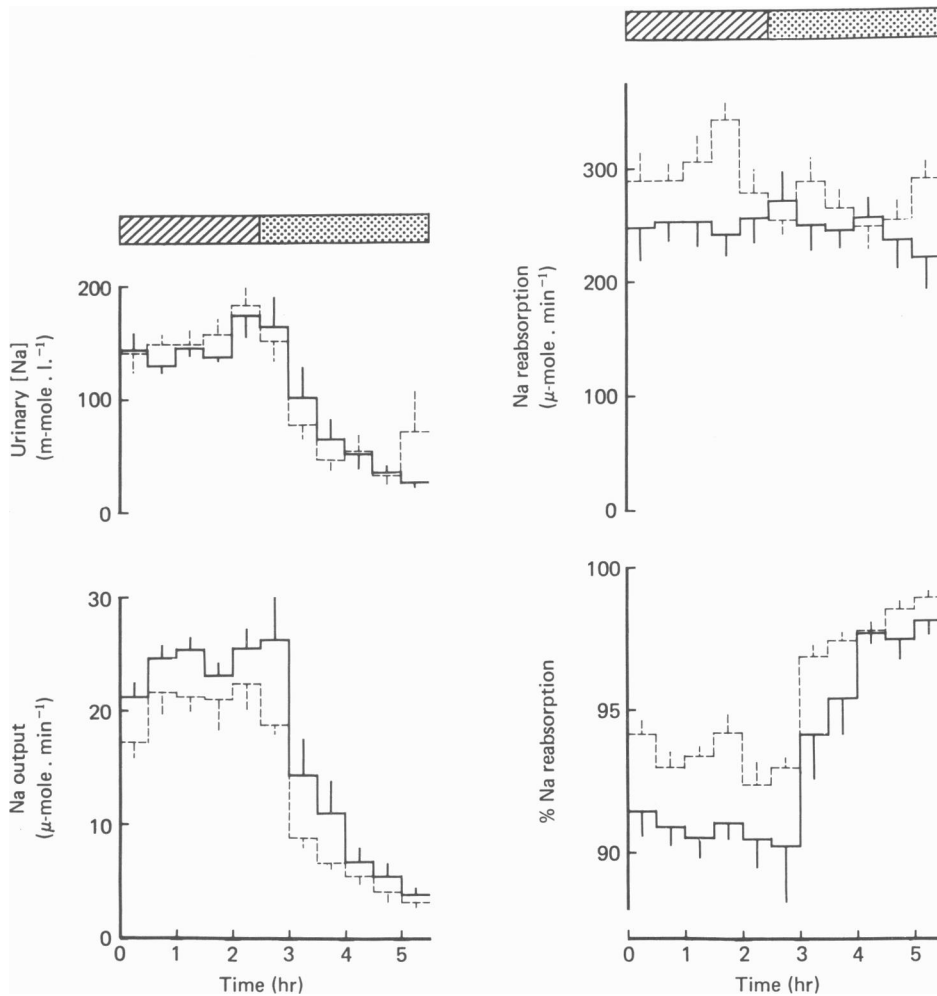 Urinary [Na]
(m-mole . l.⁻¹)
200
100
0
Na output
(μ-mole . min⁻¹)
30
20
10
0
0 1 2 3 4 5
Time (hr)
Na reabsorption
(μ-mole . min⁻¹)
300
200
0
% Na reabsorption
100
95
90
0 1 2 3 4 5
Time (hr)